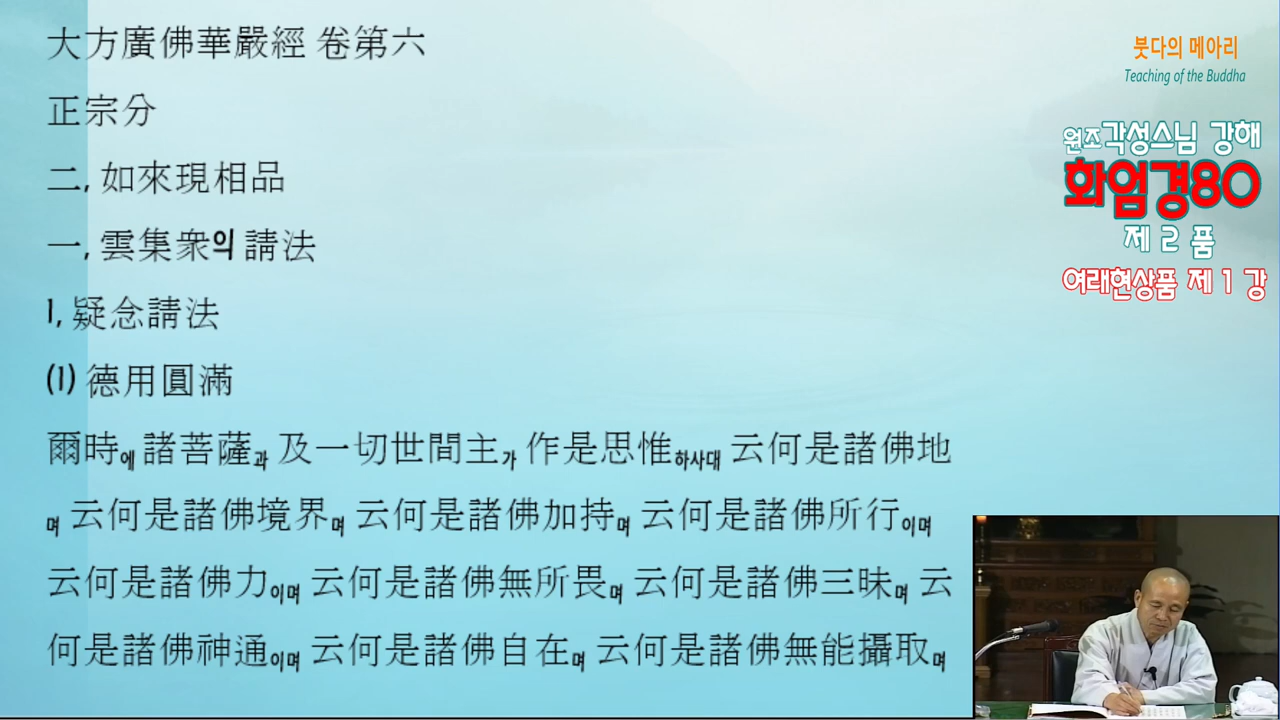 大方廣佛華嚴經 卷第六
正宗分
二, 如來現相品
一, 雲集衆의 請法
1, 疑念請法
(1) 德用圓滿
爾時에 諸菩薩과 及一切世間主가 作是思惟하사대 云何是諸佛地
며 云何是諸佛境界며 云何是諸佛加持며 云何是諸佛所行이며
云何是諸佛力이며 云何是諸佛無所畏며 云何是諸佛三昧며 云
何是諸佛神通이며 云何是諸佛自在며 云何是諸佛無能攝取며
붓다의 메아리
Teaching of the Buddha
원조각성스님 강해
화엄경80
제 2 품
여래현상품 제 1 강